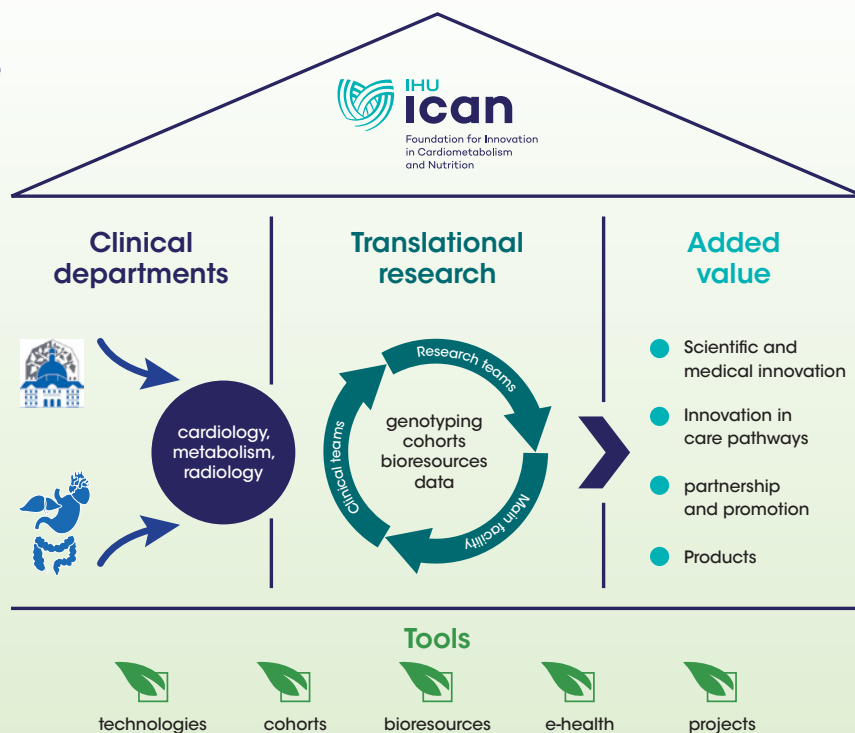 IHU
ican
Foundation for Innovation
in Cardiometabolism
and Nutrition
Clinical
departments
cardiology,
metabolism,
radiology
Translational
research
Research teams
Main facility
Clinical teams
genotyping
cohorts
bioresources
data
Added
value
Scientific and
medical innovation
Innovation in
care pathways
partnership
and promotion
Products
Tools
technologies
cohorts
bioresources
e-health
projects